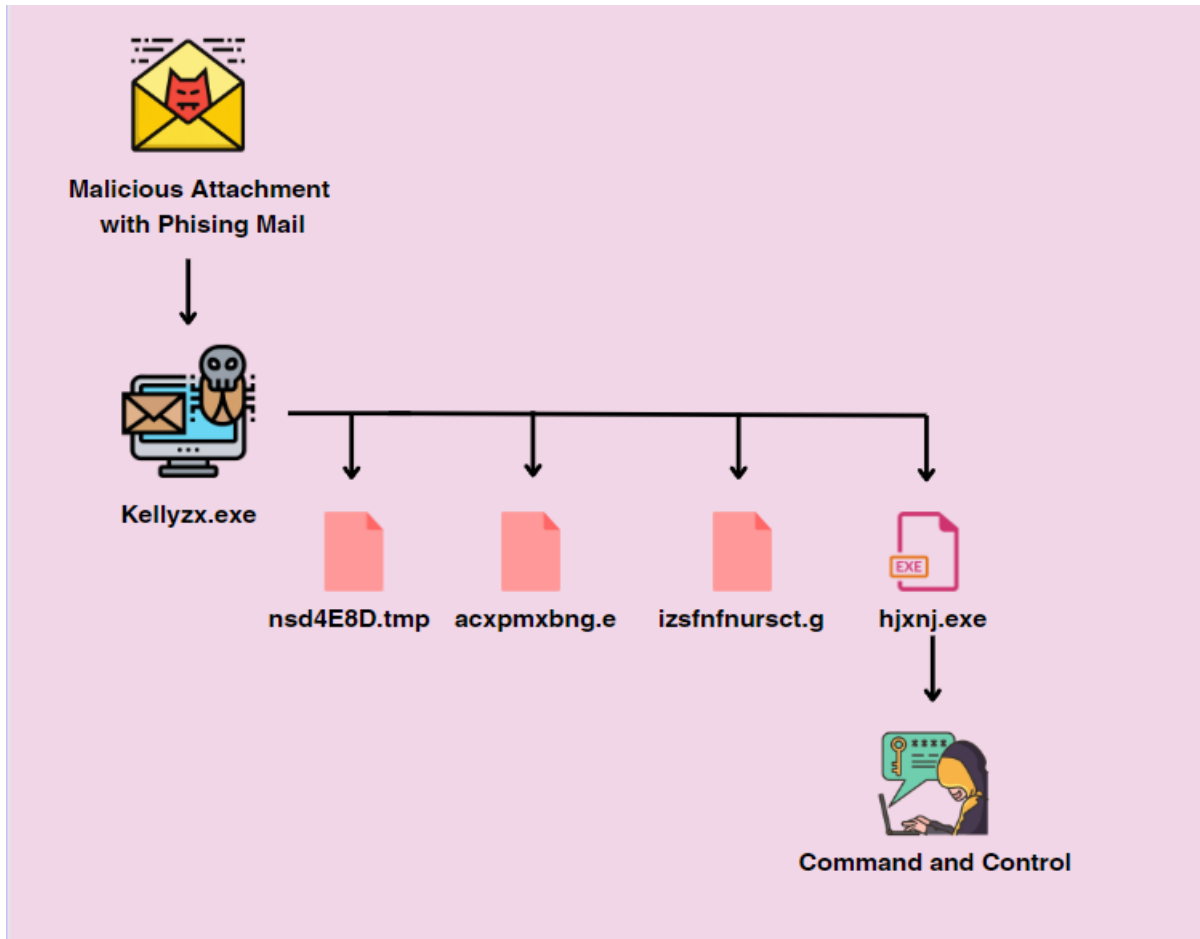 Malicious Attachment
with Phising Mail
Kellyzx.exe
nsd4E8D.tmp
acxpmxbng.e
izsfnfnursct.g
EXE
hjxnj.exe
****
Command and Control